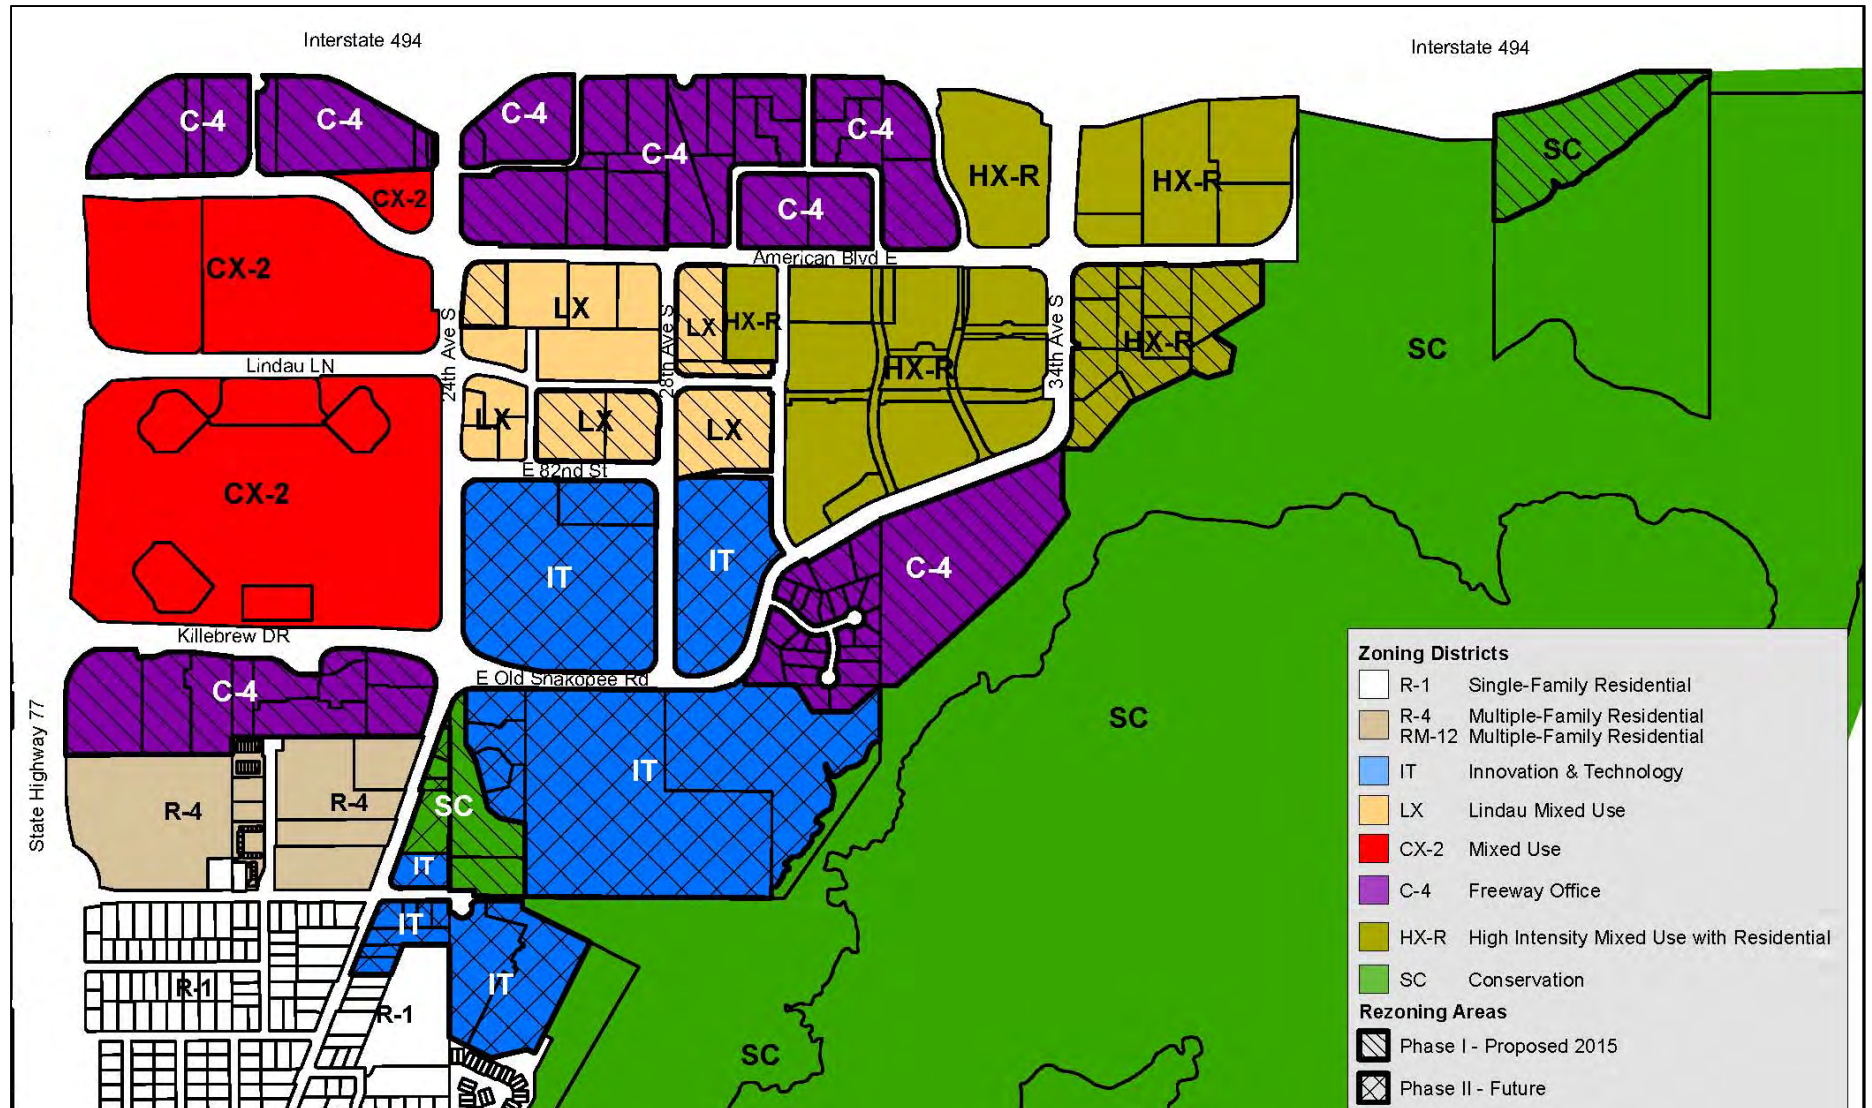 Interstate 494
Interstate 494
C-4
C-4
C-4
C-4
C-4
SC
HX-R
HX-R
CX-2
C-4
American Blvd E
CX-2
LX
LX
HX-R
HX-R
SC
24th Ave S
28th Ave S
34th Ave S
Lindau LN
HX-R
LX
LX
LX
E 82nd St
CX-2
IT
IT
C-4
Killebrew DR
E Old Shakopee Rd
C-4
SC
State Highway 77
IT
R-4
R-4
SC
IT
IT
R-1
IT
R-1
SC
Zoning Districts
R-1 Single-Family Residential
R-4 Multiple-Family Residential
RM-12 Multiple-Family Residential
IT Innovation & Technology
LX Lindau Mixed Use
CX-2 Mixed Use
C-4 Freeway Office
HX-R High Intensity Mixed Use with Residential
SC Conservation
Rezoning Areas
Phase I - Proposed 2015
Phase II - Future